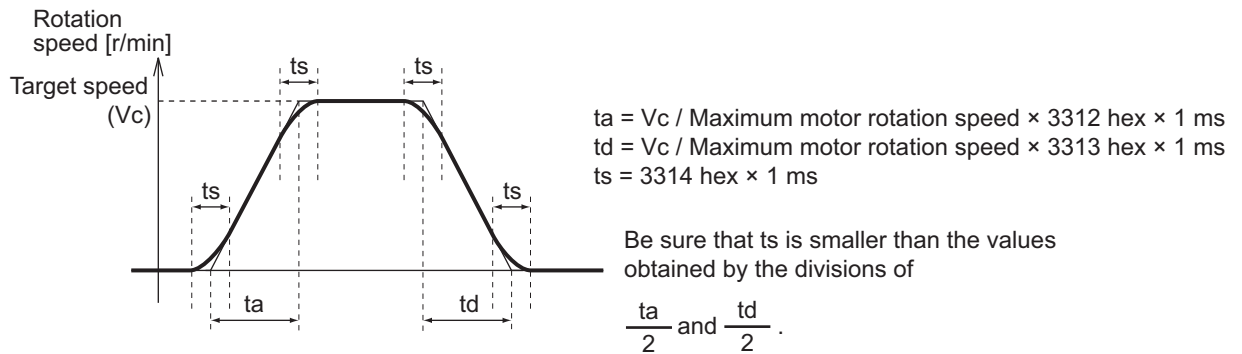 Rotation
speed [r/min]
Target speed
(Vc)
ts
ts
ts
ts
ta
td
ta = Vc / Maximum motor rotation speed × 3312 hex × 1 ms
td = Vc / Maximum motor rotation speed × 3313 hex × 1 ms
ts = 3314 hex × 1 ms
Be sure that ts is smaller than the values
obtained by the divisions of
ta/2 and td/2 .